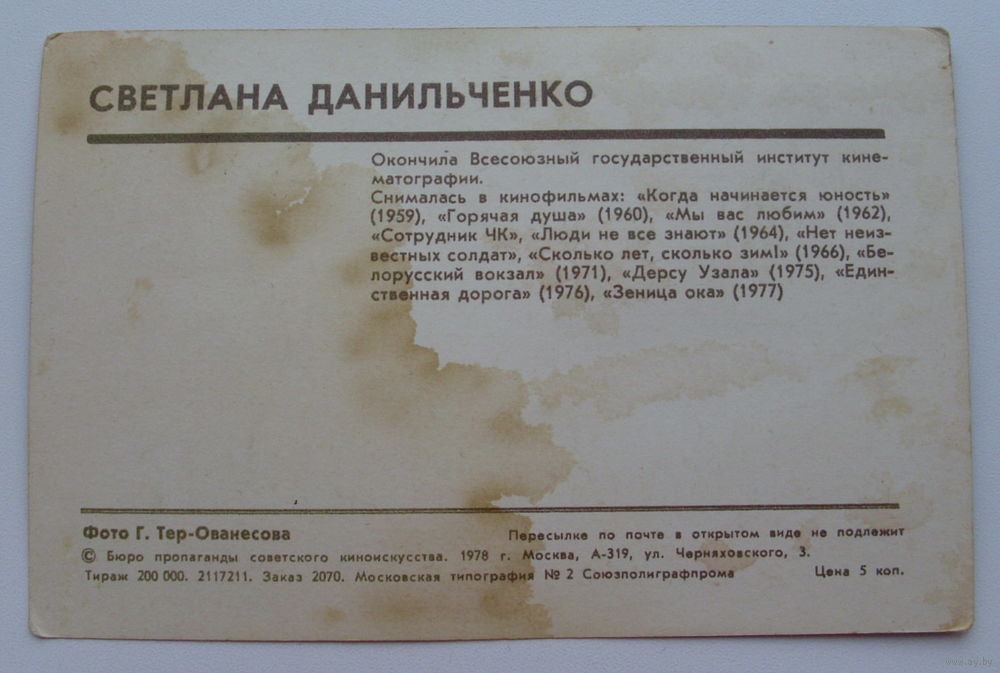 СВЕТЛАНА ДАНИЛЬЧЕНКО
Окончила Всесоюзный государственный институт кине-
матографии.
Снималась в кинофильмах: «Когда начинается юность»
(1959), «Горячая душа» (1960), «Мы вас любим» (1962),
«Сотрудник ЧК», «Люди не все знают» (1964), «Нет неиз-
вестных солдат», «Сколько лет, сколько зим!» (1966), «Бе-
лорусский вокзал» (1971), «Дерсу Узала» (1975), «Един-
ственная дорога» (1976), «Зеница ока» (1977)
Фото Г. Тер-Ованесова
Пересылке по почте в открытом виде не подлежит
© Бюро пропаганды советского киноискусства. 1978 г. Москва, А-319, ул. Черняховского, 3.
Тираж 200 000. 2117211. Заказ 2070. Московская типография № 2 Союзполиграфпрома Цена 5 коп.
www.ay.by